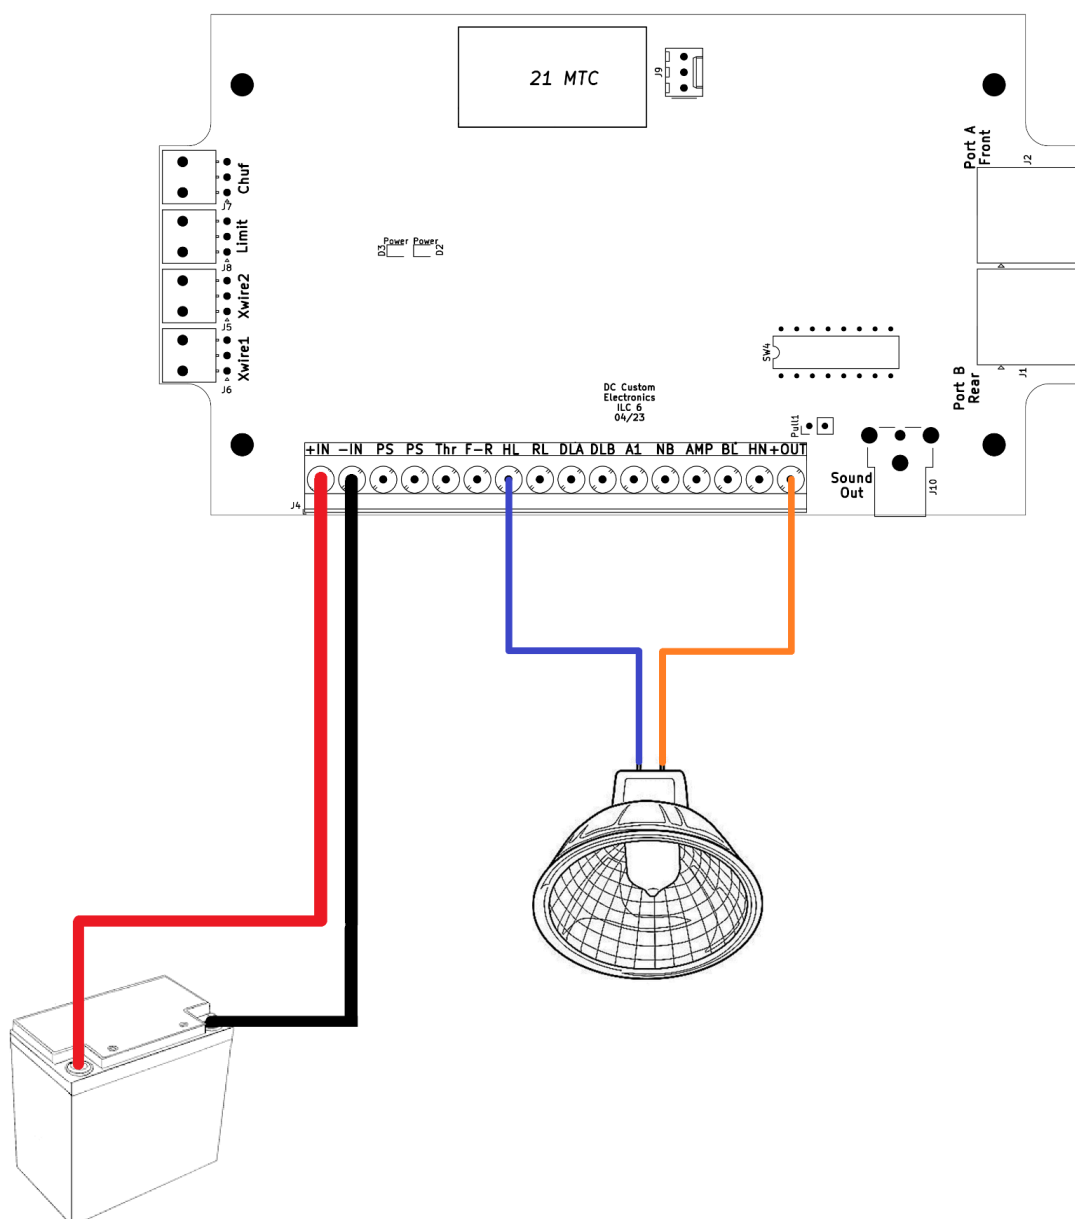 21 MTC
J9
Port A
Front
J2
Chuf
J7
Limit
J8
Xwire2
J5
Xwire1
J6
Power Power
D3
D2
SW4
J1
Port B
Rear
DC Custom
Electronics
ILC 6
04/23
Pull1
+IN -IN PS PS Thr F-R HL RL DLA DLB A1 NB AMP BL HN +OUT
J4
Sound
Out
J10